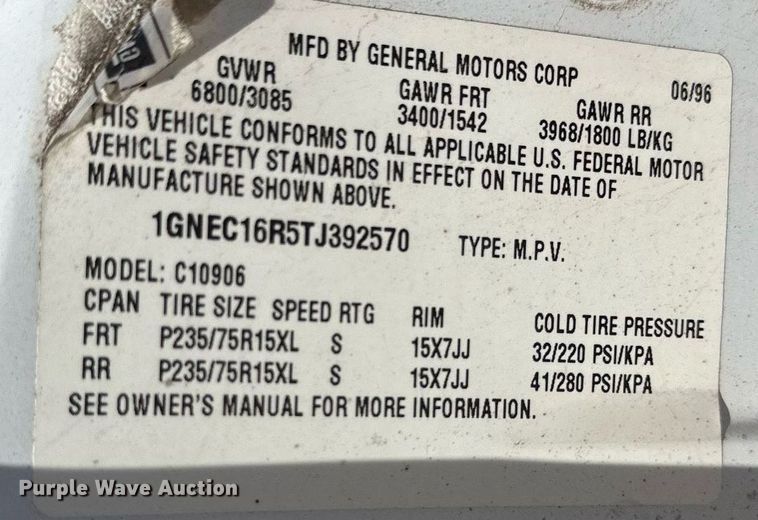 MFD BY GENERAL MOTORS CORP 06/96
GVWR GAWR FRT GAWR RR
6800/3085 3400/1542 3968/1800 LB/KG
THIS VEHICLE CONFORMS TO ALL APPLICABLE U.S. FEDERAL MOTOR
VEHICLE SAFETY STANDARDS IN EFFECT ON THE DATE OF
MANUFACTURE SHOWN ABOVE.
1GNEC16R5TJ392570 TYPE: M.P.V.
MODEL: C10906
CPAN TIRE SIZE SPEED RTG RIM COLD TIRE PRESSURE
FRT P235/75R15XL S 15X7JJ 32/220 PSI/KPA
RR P235/75R15XL S 15X7JJ 41/280 PSI/KPA
SEE OWNER'S MANUAL FOR MORE INFORMATION.
Purple Wave Auction